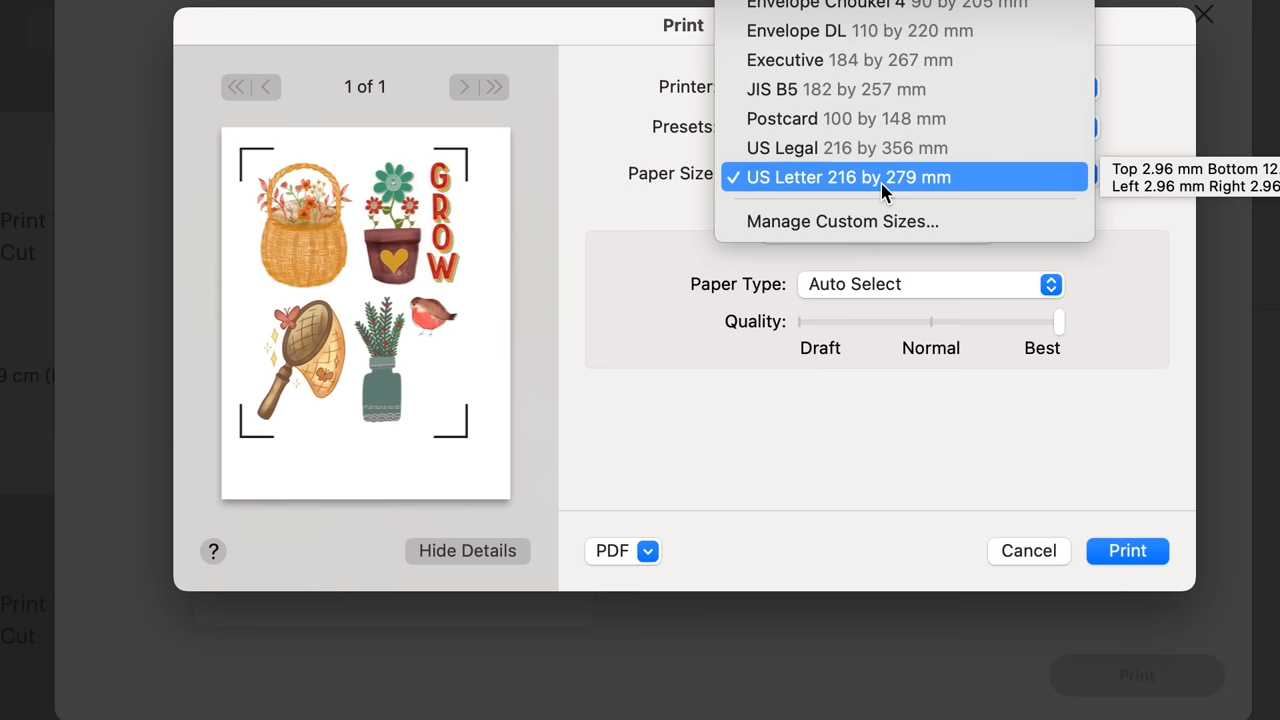 Print
1 of 1
GROW
Hide Details
?
Printer:
Presets:
Paper Size
Envelope Choukei 4 90 by 205 mm
Envelope DL 110 by 220 mm
Executive 184 by 267 mm
JIS B5 182 by 257 mm
Postcard 100 by 148 mm
US Legal 216 by 356 mm
✓ US Letter 216 by 279 mm
Manage Custom Sizes...
Top 2.96 mm Bottom 12.
Left 2.96 mm Right 2.96
Paper Type: Auto Select
Quality:
Draft Normal Best
PDF
Cancel
Print
Print
Cut
9 cm (
Print
Cut
Print